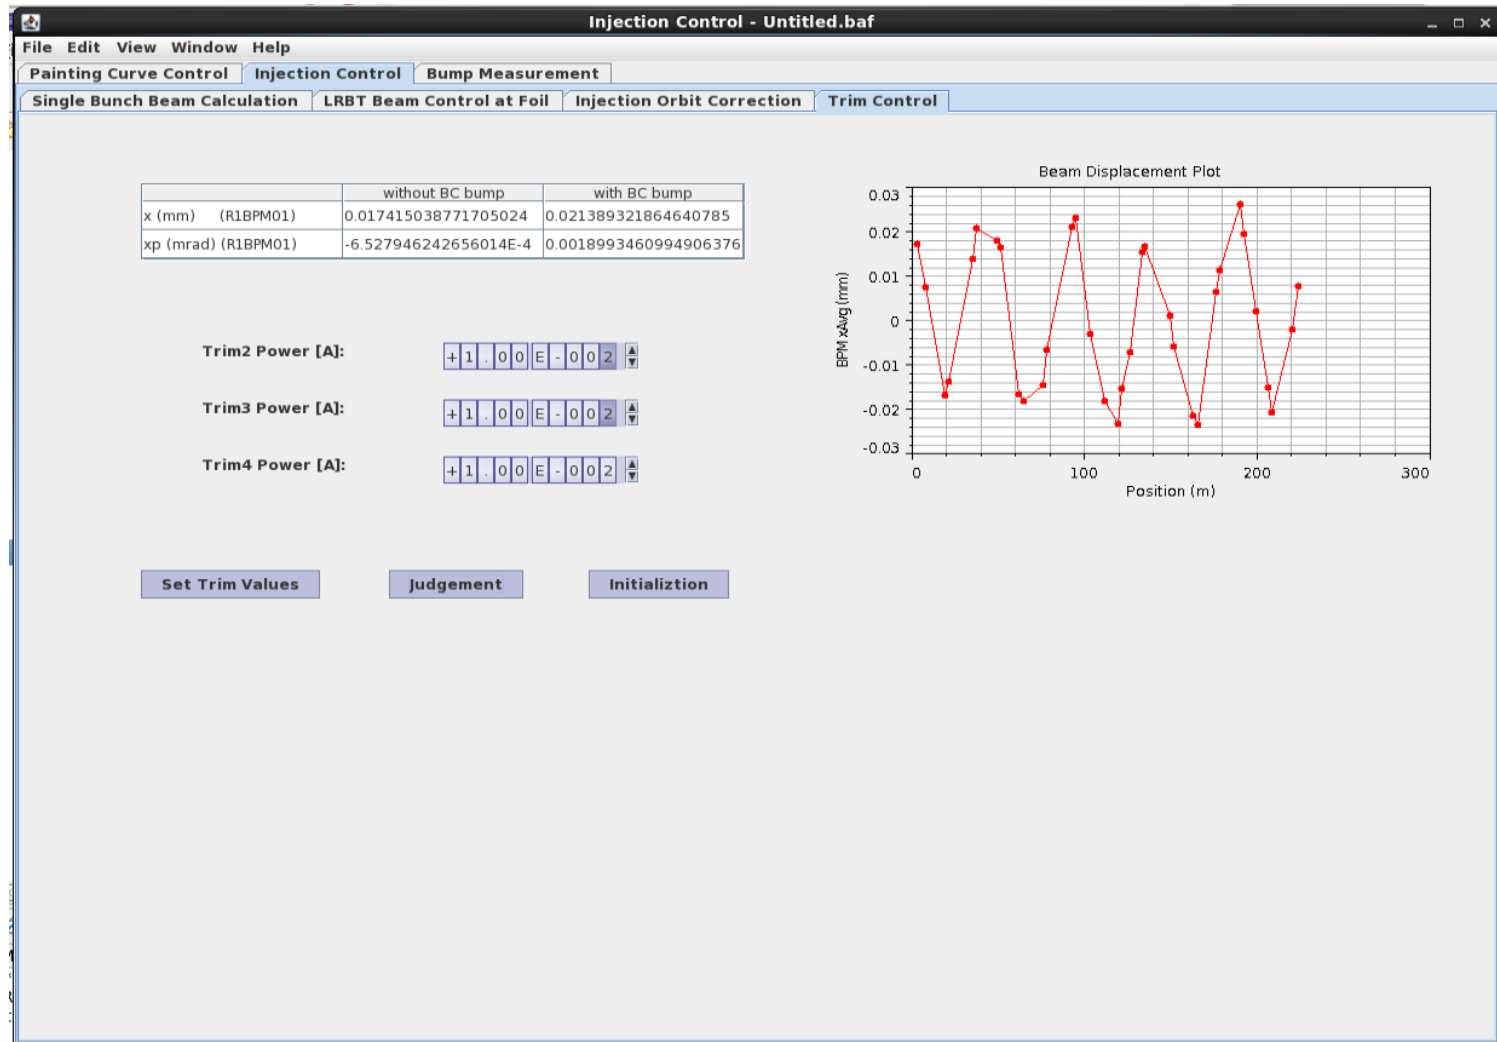 Injection Control - Untitled.baf
File Edit View Window Help
Painting Curve Control Injection Control Bump Measurement
Single Bunch Beam Calculation LRBT Beam Control at Foil Injection Orbit Correction Trim Control
without BC bump with BC bump
x (mm) (R1BPM01) 0.017415038771705024 0.021389321864640785
xp (mrad) (R1BPM01) -6.527946242656014E-4 0.0018993460994906376
Trim2 Power [A]: +1.00E-002
Trim3 Power [A]: +1.00E-002
Trim4 Power [A]: +1.00E-002
Set Trim Values Judgement Initializtion
Beam Displacement Plot
BPM xAvg (mm)
0.03
0.02
0.01
0
-0.01
-0.02
-0.03
0 100 200 300
Position (m)